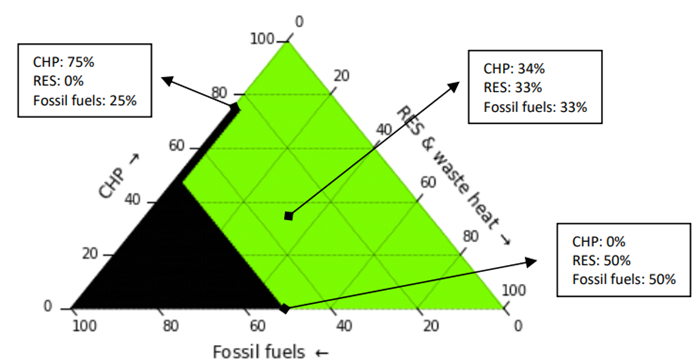 CHP: 75%
RES: 0%
Fossil fuels: 25%
CHP: 34%
RES: 33%
Fossil fuels: 33%
CHP: 0%
RES: 50%
Fossil fuels: 50%
CHP →
100
80
60
40
20
0
RES & waste heat →
0
20
40
60
80
100
100
80
60
40
20
0
Fossil fuels ←